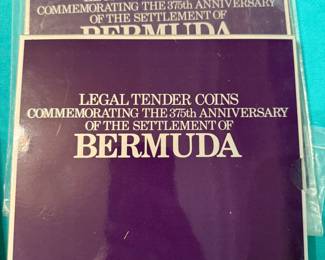 COMMEMORATING THE 375th ANNIVERSARY
OF THE SETTLEMENT OF
BERMUDA
LEGAL TENDER COINS
COMMEMORATING THE 375th ANNIVERSARY
OF THE SETTLEMENT OF
BERMUDA